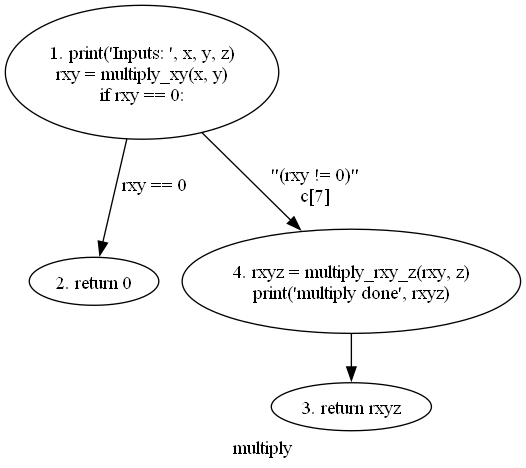 1. print('Inputs: ', x, y, z)
rxy = multiply_xy(x, y)
if rxy == 0:
rxy == 0
"(rxy != 0)"
c[7]
2. return 0
4. rxyz = multiply_rxy_z(rxy, z)
print('multiply done', rxyz)
3. return rxyz
multiply